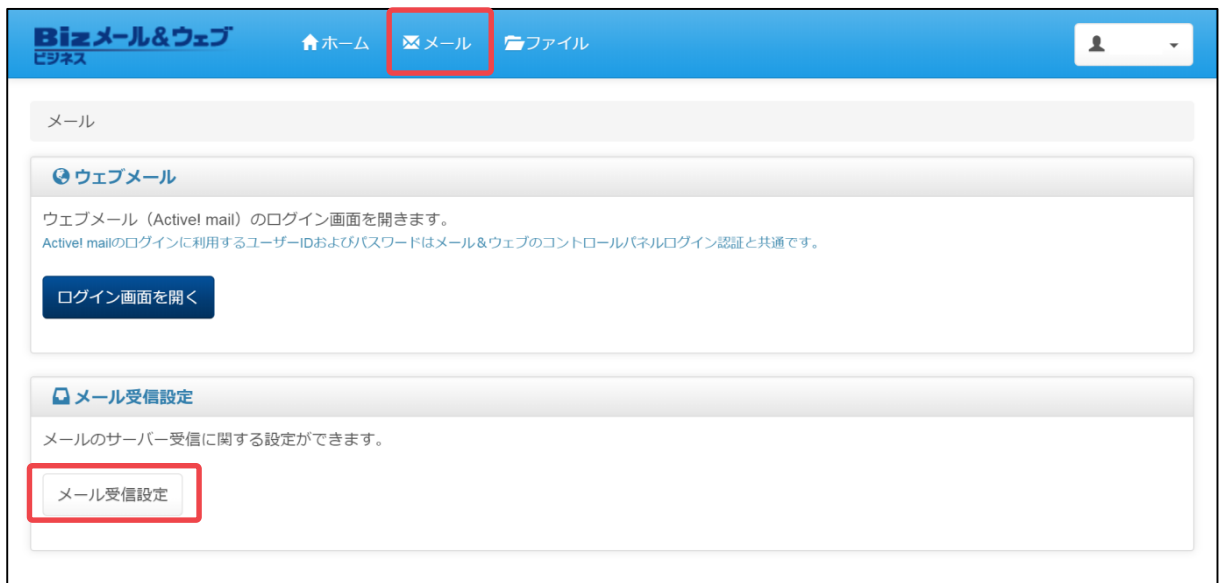 Bizメール&ウェブ
ビジネス
ホーム
メール
ファイル
メール
ウェブメール
ウェブメール（Active! mail）のログイン画面を開きます。
Active! mailのログインに利用するユーザーIDおよびパスワードはメール＆ウェブのコントロールパネルログイン認証と共通です。
ログイン画面を開く
メール受信設定
メールのサーバー受信に関する設定ができます。
メール受信設定